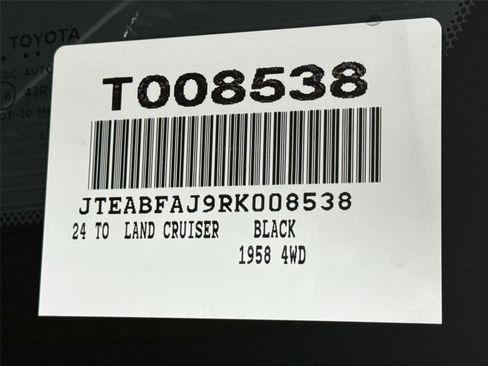 TOYOTA
T008538
JTEABFAJ9RK008538
24 TO LAND CRUISER BLACK
1958 4WD